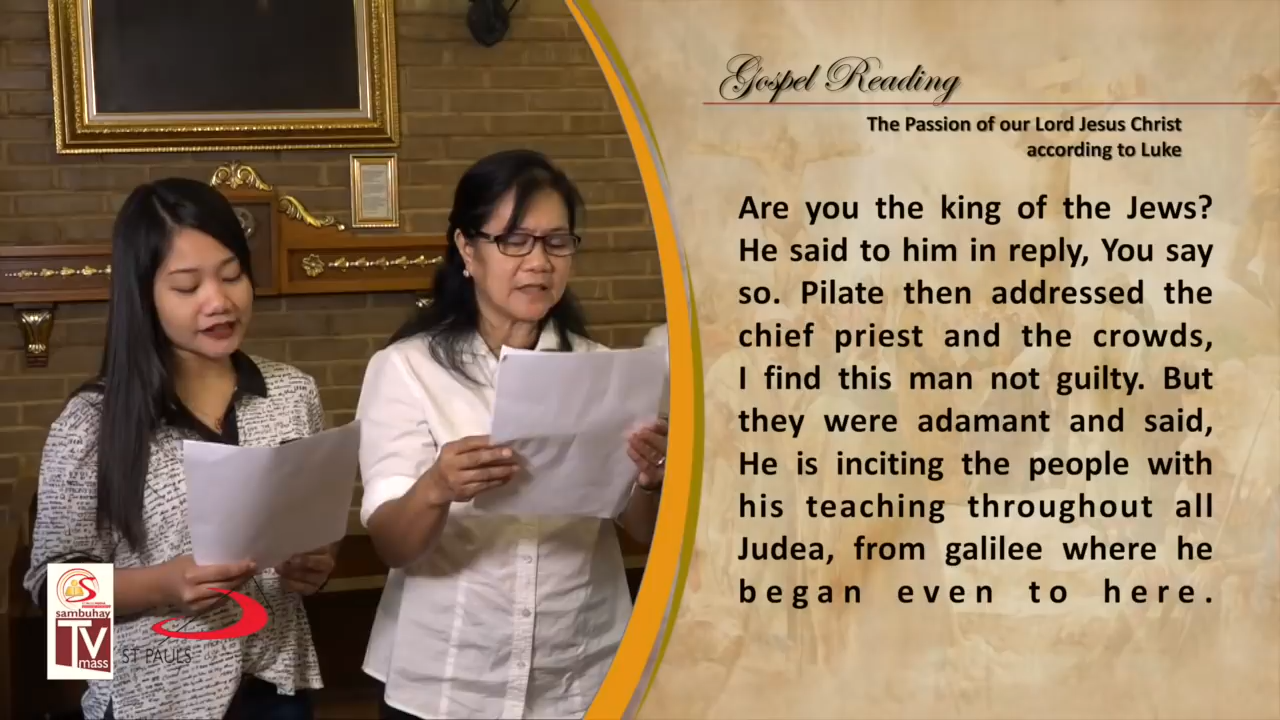 Gospel Reading
The Passion of our Lord Jesus Christ
according to Luke
Are you the king of the Jews?
He said to him in reply, You say
so. Pilate then addressed the
chief priest and the crowds,
I find this man not guilty. But
they were adamant and said,
He is inciting the people with
his teaching throughout all
Judea, from galilee where he
began even to here.
sambuhay
TV
mass
ST PAULS